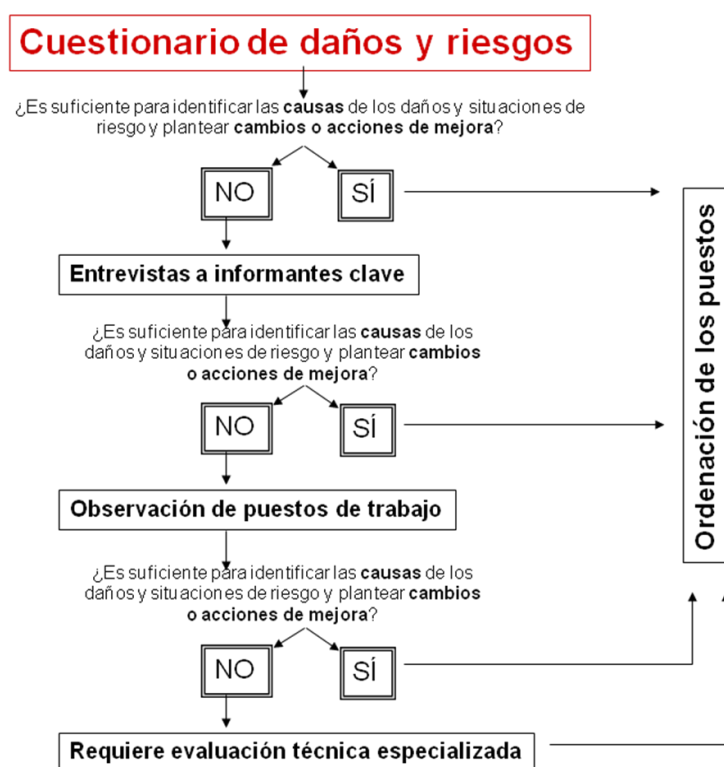 Cuestionario de daños y riesgos
¿Es suficiente para identificar las causas de los daños y situaciones de
riesgo y plantear cambios o acciones de mejora?
NO
SÍ
Entrevistas a informantes clave
¿Es suficiente para identificar las causas de los
daños y situaciones de riesgo y plantear cambios
o acciones de mejora?
NO
SÍ
Observación de puestos de trabajo
¿Es suficiente para identificar las causas de los
daños y situaciones de riesgo y plantear cambios
o acciones de mejora?
NO
SÍ
Requiere evaluación técnica especializada
Ordenación de los puestos